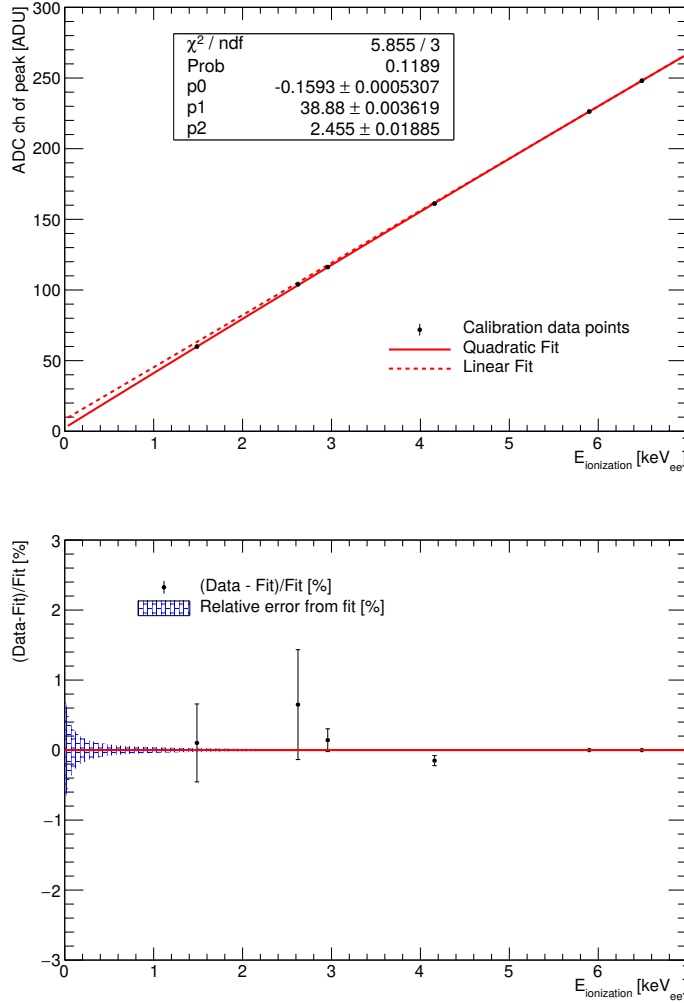 ADC ch of peak [ADU]
300
250
200
150
100
50
0
χ² / ndf 5.855 / 3
Prob 0.1189
p0 -0.1593 ± 0.0005307
p1 38.88 ± 0.003619
p2 2.455 ± 0.01885
Calibration data points
Quadratic Fit
Linear Fit
0 1 2 3 4 5 6
E_ionization [keV_ee]
(Data-Fit)/Fit [%]
3
2
1
0
−1
−2
−3
(Data - Fit)/Fit [%]
Relative error from fit [%]
0 1 2 3 4 5 6
E_ionization [keV_ee]